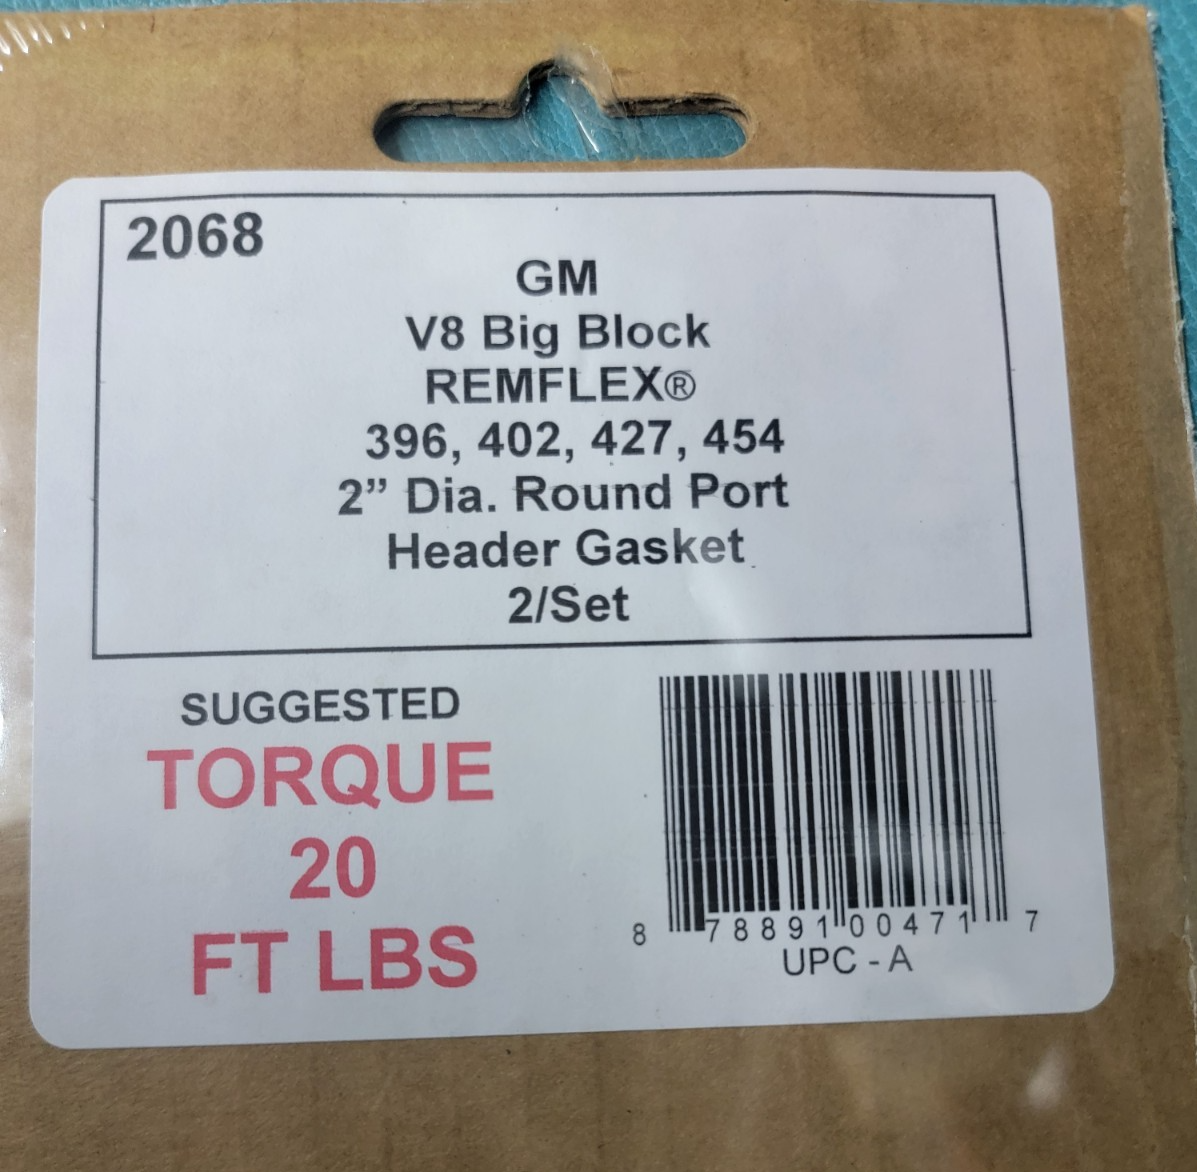 2068
GM
V8 Big Block
REMFLEX®
396, 402, 427, 454
2” Dia. Round Port
Header Gasket
2/Set
SUGGESTED
TORQUE
20
FT LBS
8 78891 00471 7
UPC - A